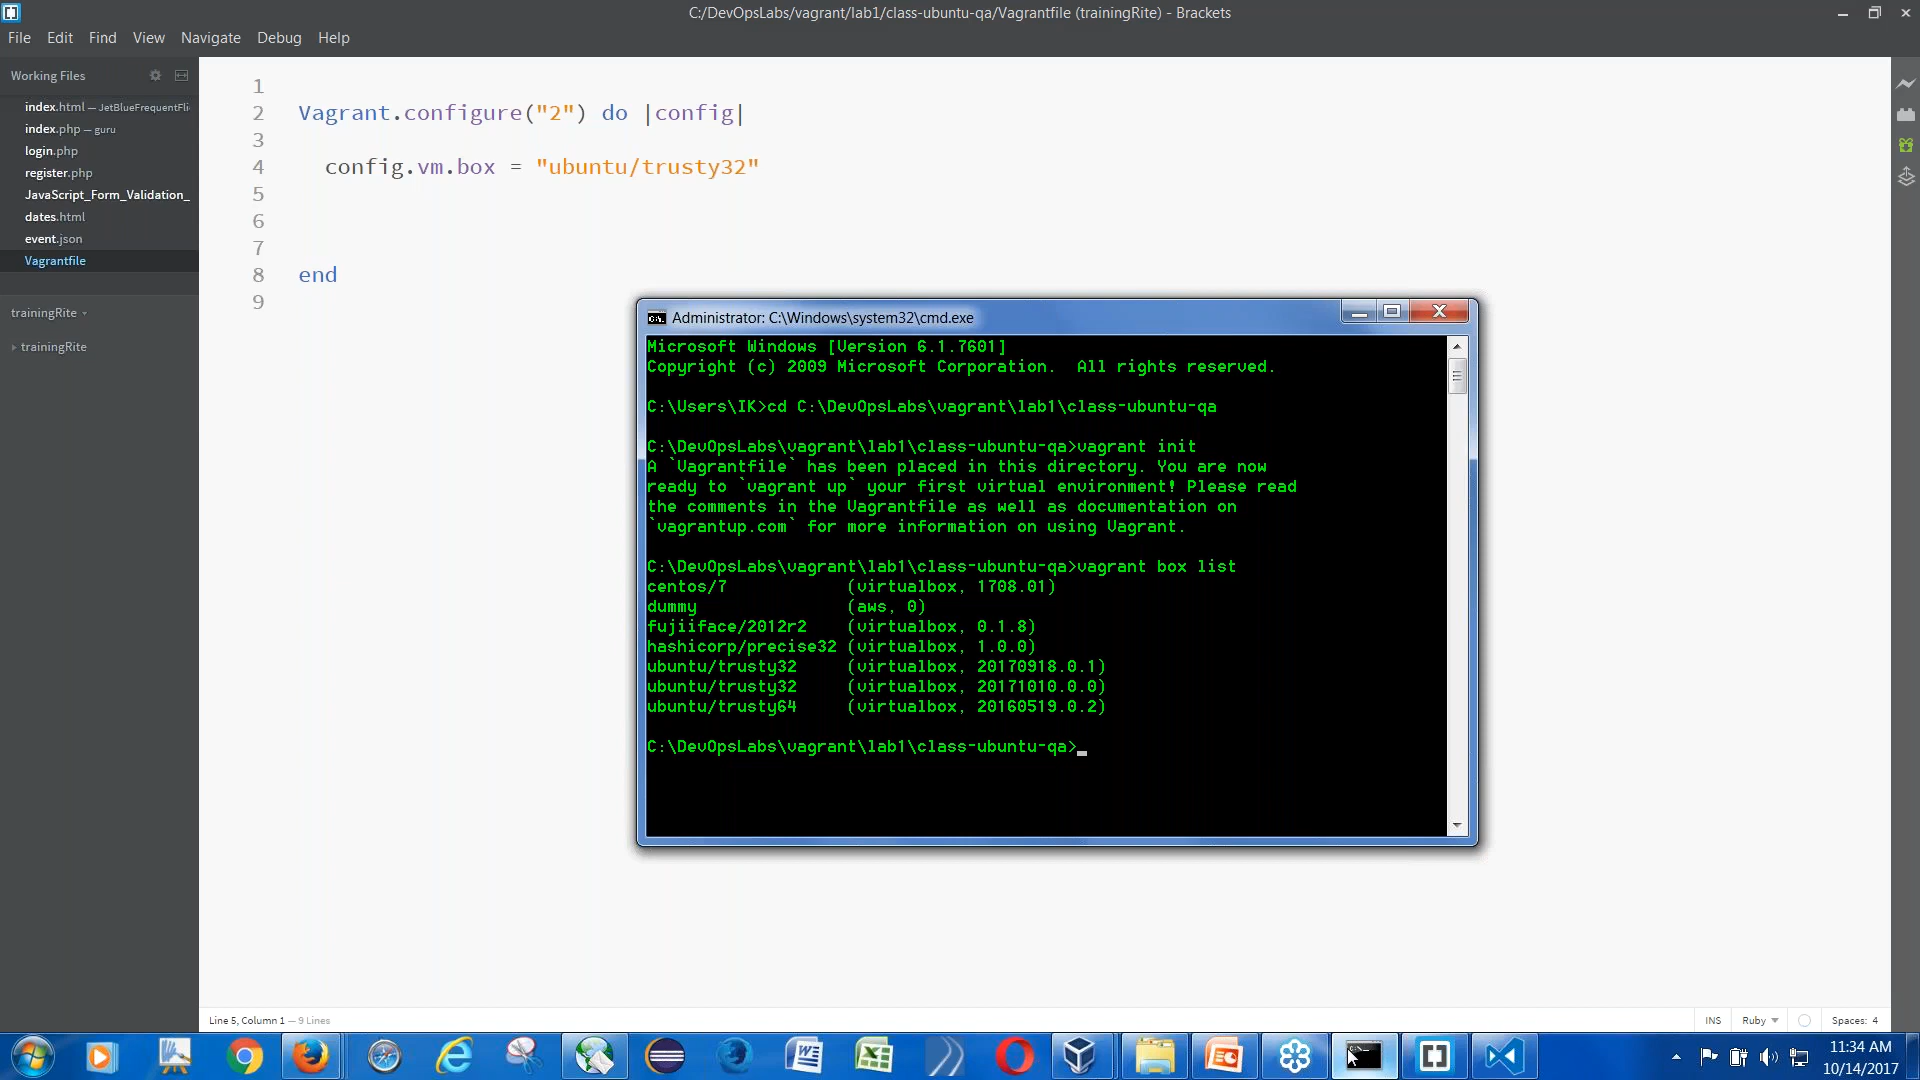 C:/DevOpsLabs/vagrant/lab1/class-ubuntu-qa/Vagrantfile (trainingRite) - Brackets
File Edit Find View Navigate Debug Help
Working Files
index.html — JetBlueFrequentFli
index.php — guru
login.php
register.php
JavaScript_Form_Validation_
dates.html
event.json
Vagrantfile
trainingRite
trainingRite
1
2 Vagrant.configure("2") do |config|
3
4 config.vm.box = "ubuntu/trusty32"
5
6
7
8 end
9
Administrator: C:\Windows\system32\cmd.exe
Microsoft Windows [Version 6.1.7601]
Copyright (c) 2009 Microsoft Corporation. All rights reserved.
C:\Users\IK>cd C:\DevOpsLabs\vagrant\lab1\class-ubuntu-qa
C:\DevOpsLabs\vagrant\lab1\class-ubuntu-qa>vagrant init
A `Vagrantfile` has been placed in this directory. You are now
ready to `vagrant up` your first virtual environment! Please read
the comments in the Vagrantfile as well as documentation on
`vagrantup.com` for more information on using Vagrant.
C:\DevOpsLabs\vagrant\lab1\class-ubuntu-qa>vagrant box list
centos/7 (virtualbox, 1708.01)
dummy (aws, 0)
fujiiface/2012r2 (virtualbox, 0.1.8)
hashicorp/precise32 (virtualbox, 1.0.0)
ubuntu/trusty32 (virtualbox, 20170918.0.1)
ubuntu/trusty32 (virtualbox, 20171010.0.0)
ubuntu/trusty64 (virtualbox, 20160519.0.2)
C:\DevOpsLabs\vagrant\lab1\class-ubuntu-qa>
Line 5, Column 1 — 9 Lines
INS Ruby Spaces: 4
11:34 AM
10/14/2017